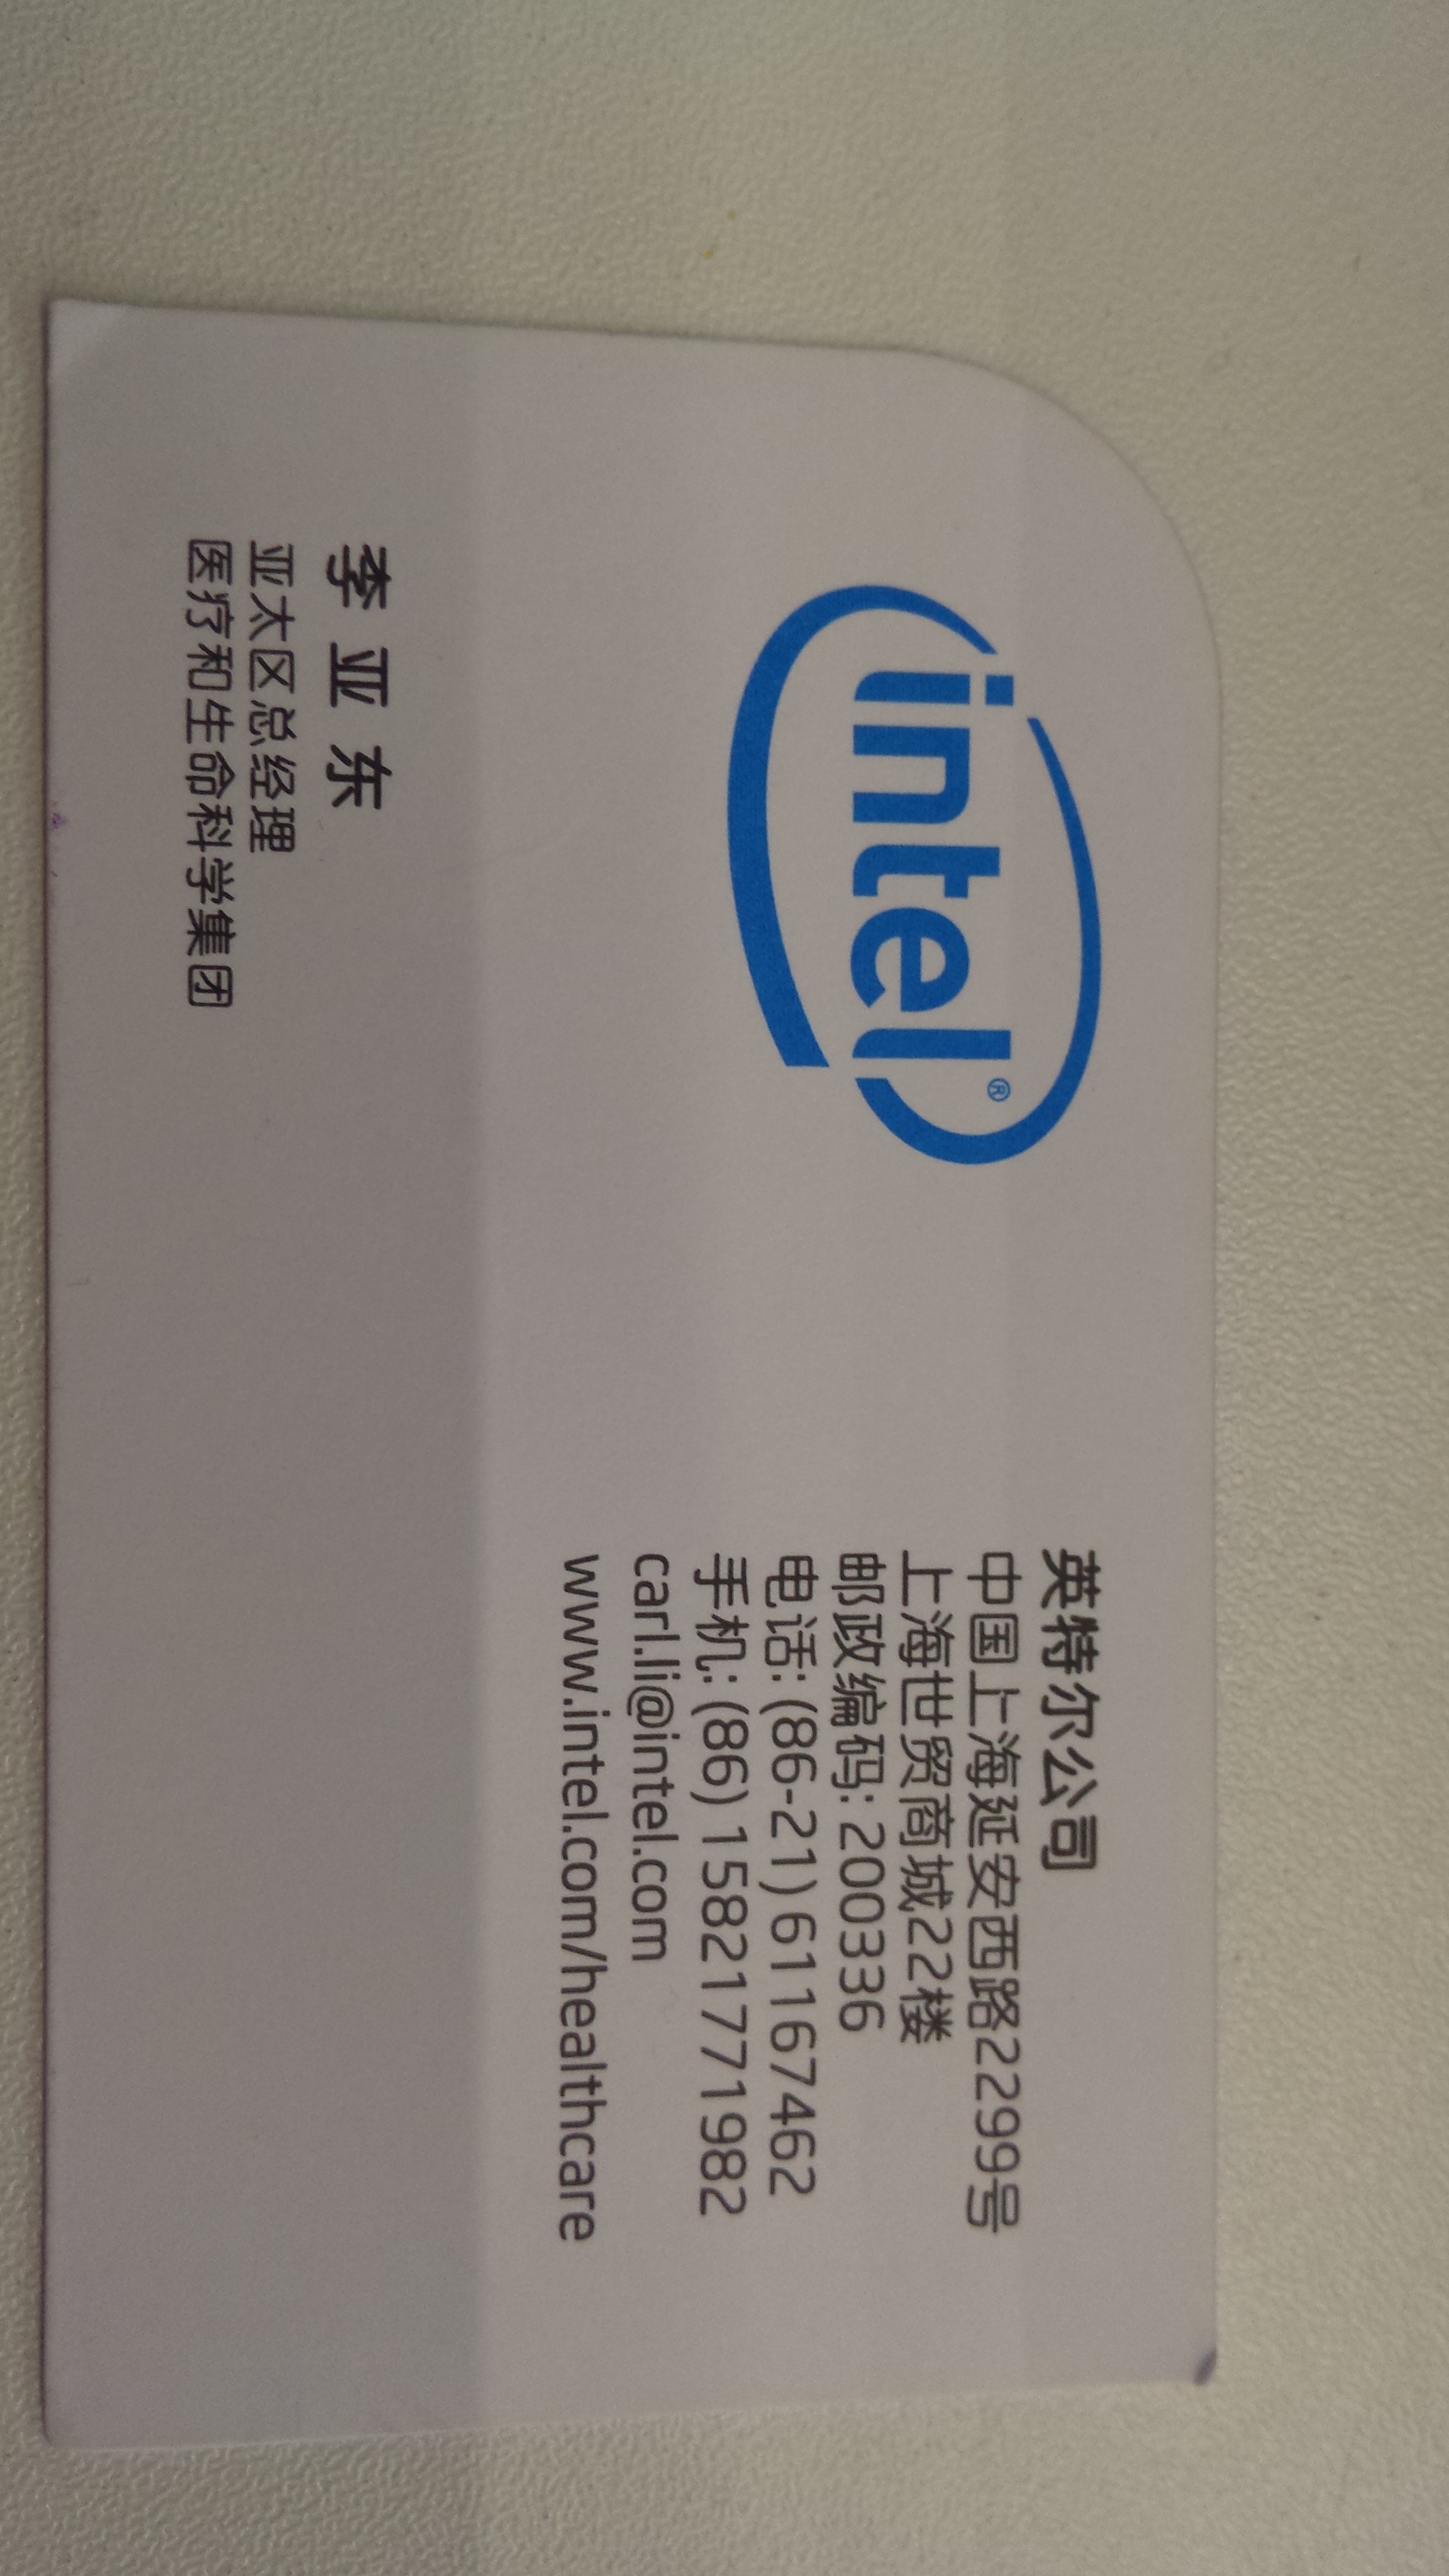 intel®
英特尔公司
中国上海延安西路2299号
上海世贸商城22楼
邮政编码: 200336
电话: (86-21) 61167462
手机: (86) 15821771982
carl.li@intel.com
www.intel.com/healthcare
李亚东
亚太区总经理
医疗和生命科学集团